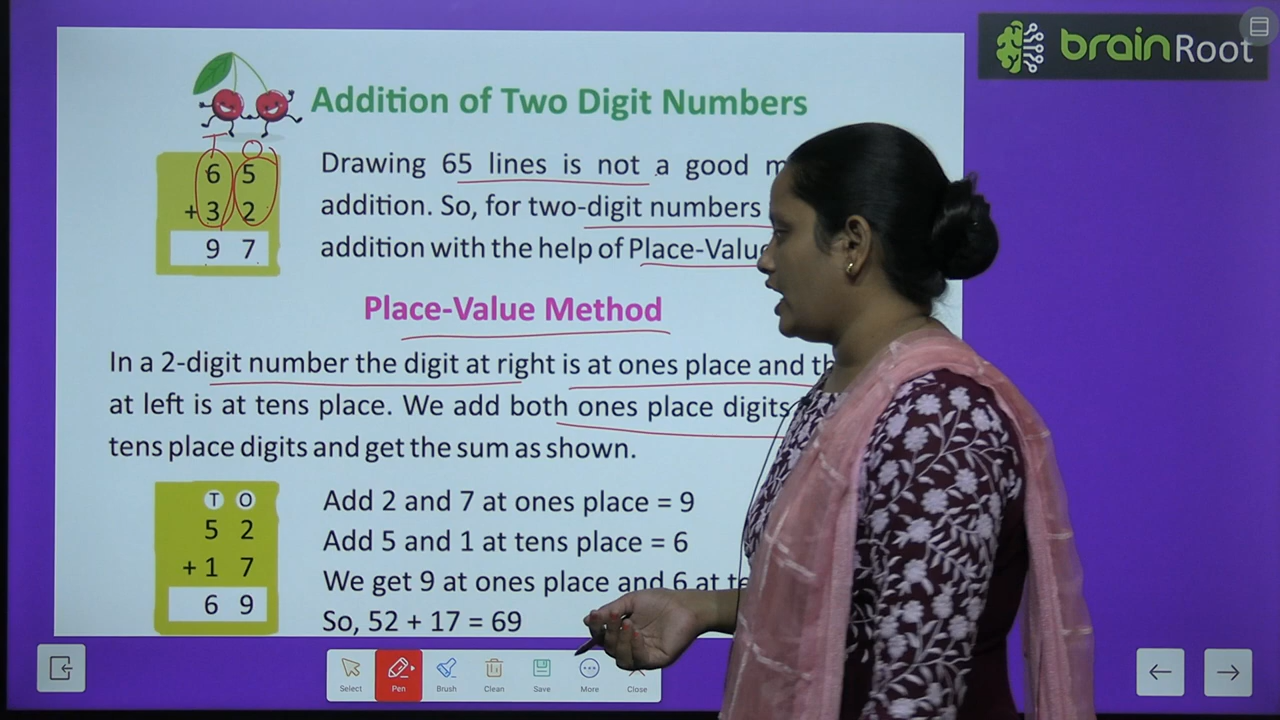 brainRoot
Addition of Two Digit Numbers
T O
6 5
+ 3 2
9 7
Drawing 65 lines is not a good
addition. So, for two-digit numbers
addition with the help of Place-Value
Place-Value Method
In a 2-digit number the digit at right is at ones place and
at left is at tens place. We add both ones place digits
tens place digits and get the sum as shown.
T O
5 2
+ 1 7
6 9
Add 2 and 7 at ones place = 9
Add 5 and 1 at tens place = 6
We get 9 at ones place and 6 at
So, 52 + 17 = 69
Select Pen Brush Clean Save More Close